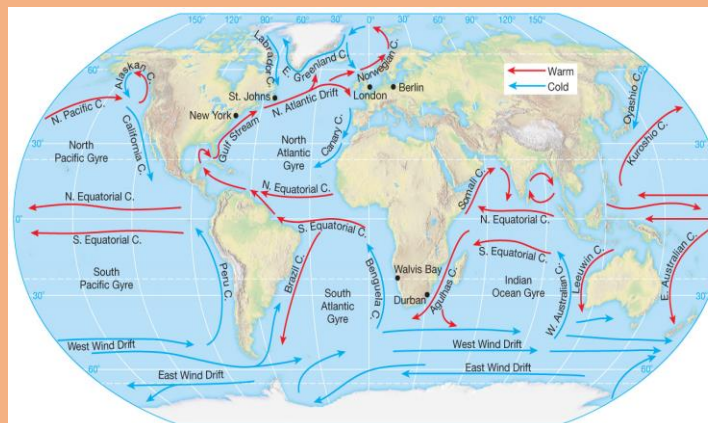 150° 120° 90° 60° 30° 0° 30° 60° 90° 120° 150°
60°
60°
Alaskan C.
Labrador C.
E. Greenland C.
Norwegian C.
Warm
Cold
N. Pacific C.
St. Johns
N. Atlantic Drift
London
Berlin
Oyashio C.
New York
Gulf Stream
California C.
North
Pacific Gyre
North
Atlantic
Gyre
Canary C.
Kuroshio C.
30°
30°
Somali C.
N. Equatorial C.
N. Equatorial C.
N. Equatorial C.
0°
0°
S. Equatorial C.
S. Equatorial C.
S. Equatorial C.
South
Pacific Gyre
Peru C.
Brazil C.
Benguela C.
Walvis Bay
Durban
Agulhas C.
Indian
Ocean Gyre
W. Australian C.
Leeuwin C.
E. Australian C.
South
Atlantic
Gyre
30°
30°
West Wind Drift
West Wind Drift
East Wind Drift
East Wind Drift
60°
60°